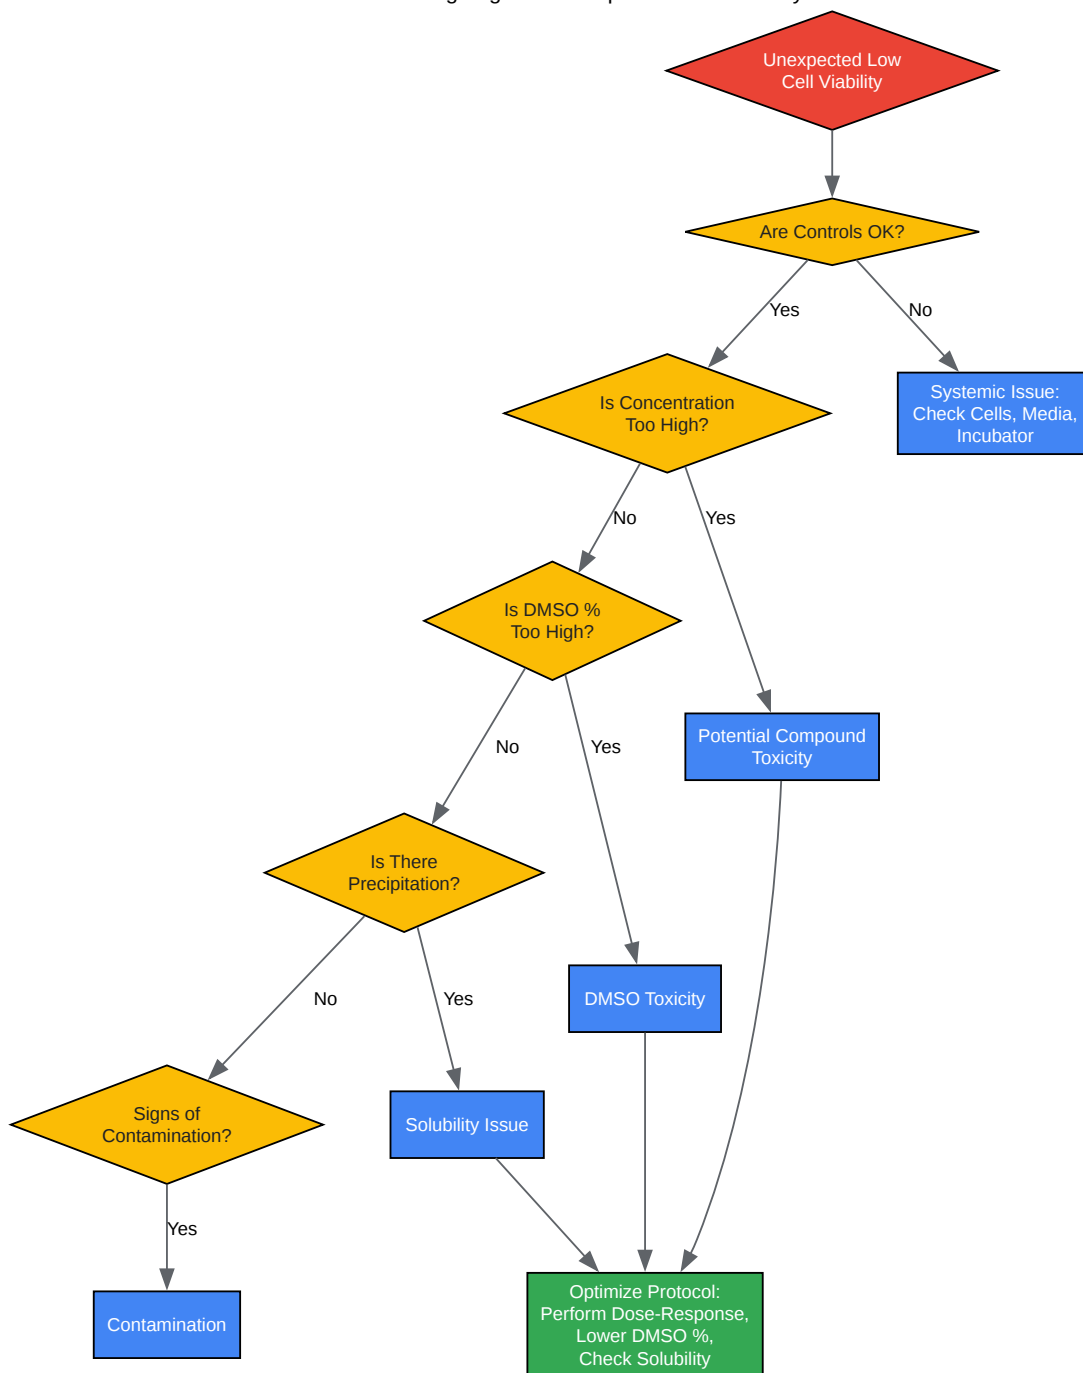 Unexpected Low
Cell Viability
Are Controls OK?
Yes
No
Is Concentration
Too High?
Systemic Issue:
Check Cells, Media,
Incubator
No
Yes
Is DMSO %
Too High?
No
Yes
Potential Compound
Toxicity
Is There
Precipitation?
No
Yes
DMSO Toxicity
Signs of
Contamination?
Solubility Issue
Yes
Contamination
Optimize Protocol:
Perform Dose-Response,
Lower DMSO %,
Check Solubility